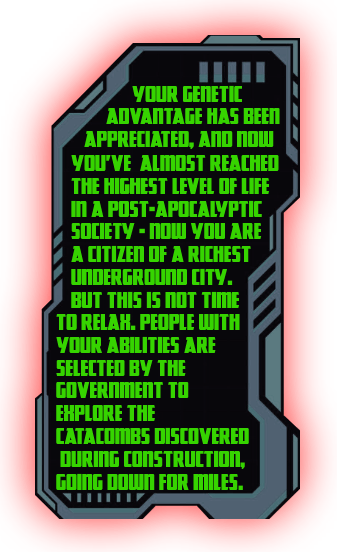 YOUR GENETIC
ADVANTAGE HAS BEEN
APPRECIATED, AND NOW
YOU'VE ALMOST REACHED
THE HIGHEST LEVEL OF LIFE
IN A POST-APOCALYPTIC
SOCIETY - NOW YOU ARE
A CITIZEN OF A RICHEST
UNDERGROUND CITY.
BUT THIS IS NOT TIME
TO RELAX. PEOPLE WITH
YOUR ABILITIES ARE
SELECTED BY THE
GOVERNMENT TO
EXPLORE THE
CATACOMBS DISCOVERED
DURING CONSTRUCTION,
GOING DOWN FOR MILES.